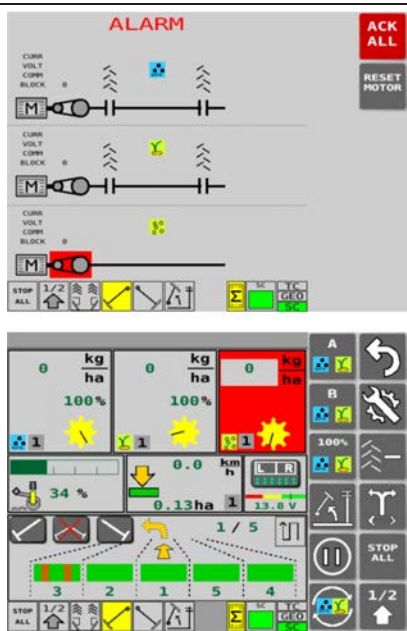 ALARM
ACK
ALL
RESET
MOTOR
CURR
VOLT
COMM
BLOCK 0
M
CURR
VOLT
COMM
BLOCK 0
M
CURR
VOLT
COMM
BLOCK 0
M
STOP
ALL
1/2
Σ
SC
TC
GEO
SC
0 kg
ha
100%
1
0 kg
ha
100%
1
0 kg
ha
1
A
B
100%
34 %
0.0 km
h
0.13ha
1
L R
13.8 V
1 / 5
3 2 1 5 4
STOP
ALL
1/2
STOP
ALL
1/2
Σ
SC
TC
GEO
SC